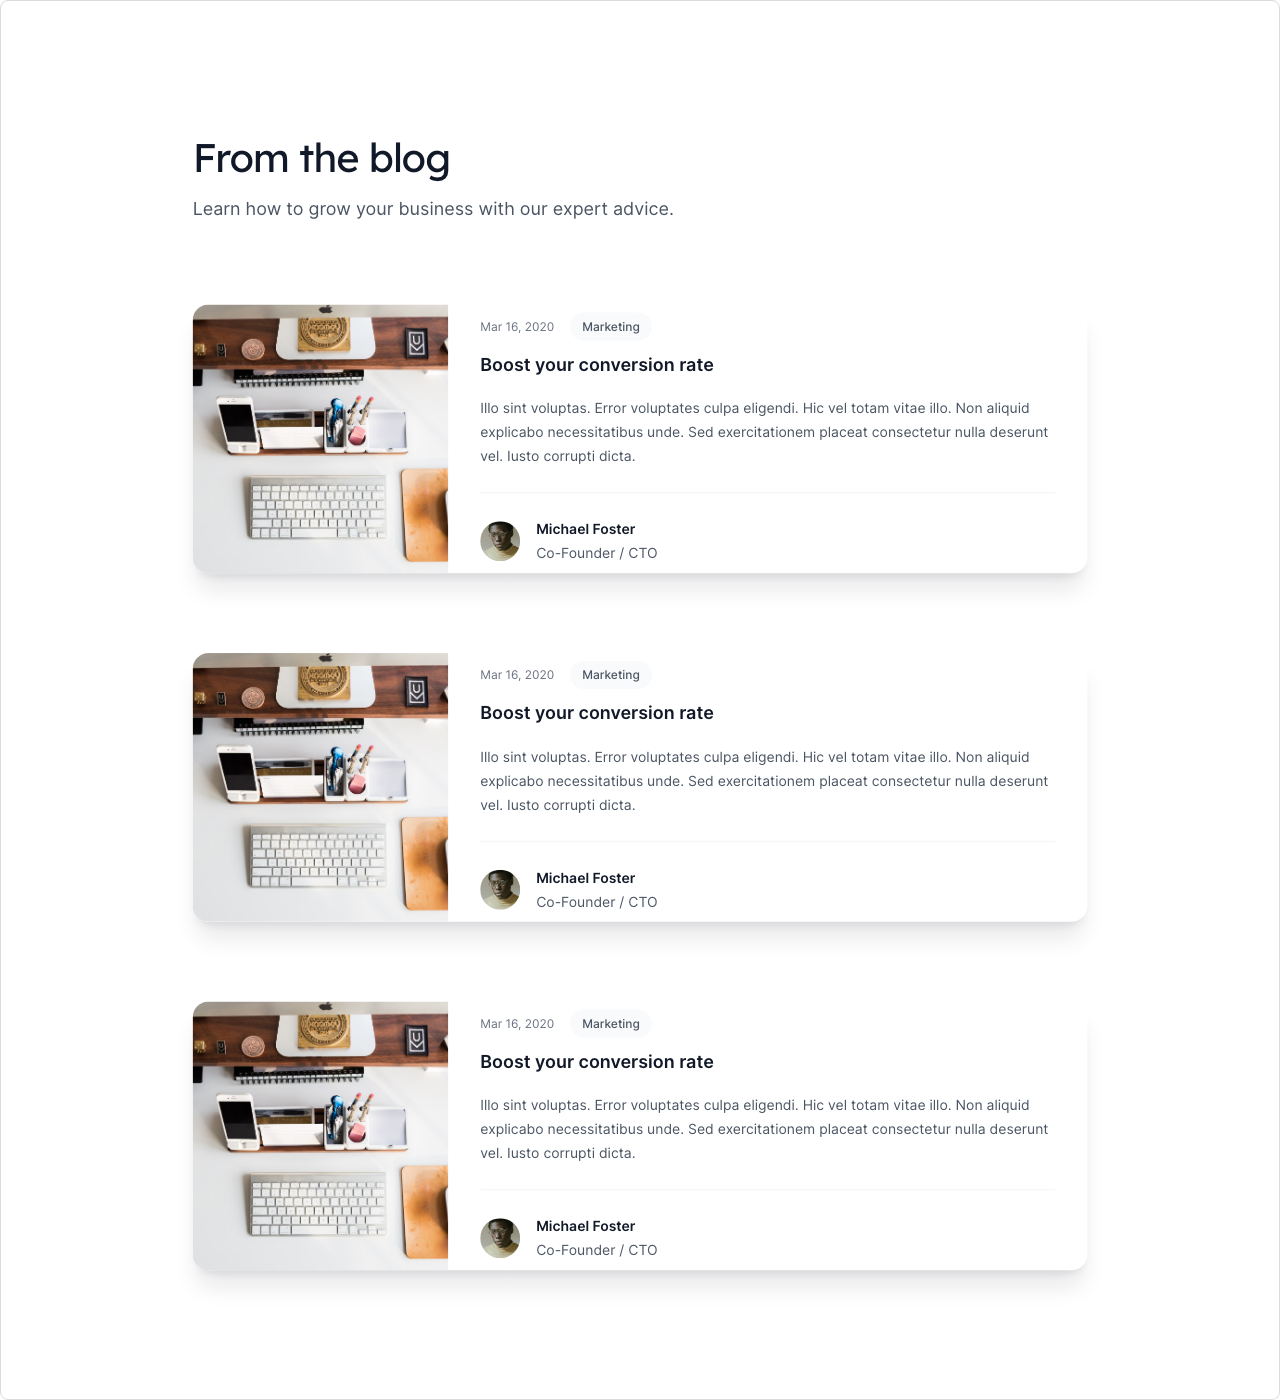 From the blog
Learn how to grow your business with our expert advice.
Mar 16, 2020 Marketing
Boost your conversion rate
Illo sint voluptas. Error voluptates culpa eligendi. Hic vel totam vitae illo. Non aliquid
explicabo necessitatibus unde. Sed exercitationem placeat consectetur nulla deserunt
vel. Iusto corrupti dicta.
Michael Foster
Co-Founder / CTO
Mar 16, 2020 Marketing
Boost your conversion rate
Illo sint voluptas. Error voluptates culpa eligendi. Hic vel totam vitae illo. Non aliquid
explicabo necessitatibus unde. Sed exercitationem placeat consectetur nulla deserunt
vel. Iusto corrupti dicta.
Michael Foster
Co-Founder / CTO
Mar 16, 2020 Marketing
Boost your conversion rate
Illo sint voluptas. Error voluptates culpa eligendi. Hic vel totam vitae illo. Non aliquid
explicabo necessitatibus unde. Sed exercitationem placeat consectetur nulla deserunt
vel. Iusto corrupti dicta.
Michael Foster
Co-Founder / CTO